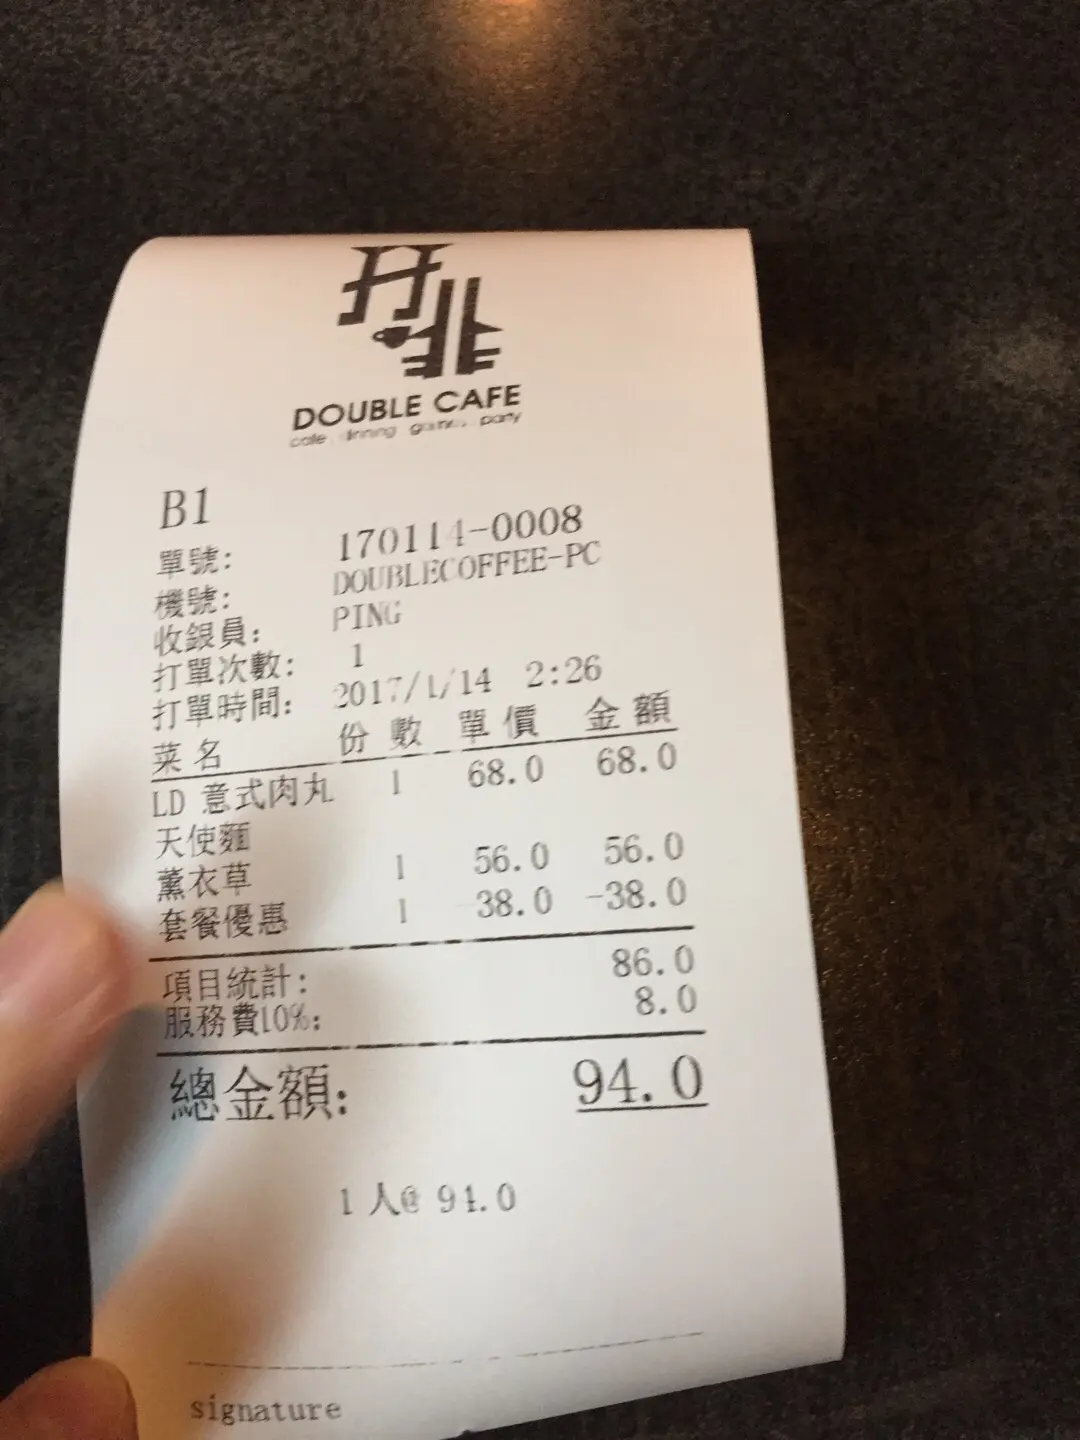 DOUBLE CAFE
cafe dinning games party
B1
單號: 170114-0008
機號: DOUBLECOFFEE-PC
收銀員: PING
打單次數: 1
打單時間: 2017/1/14 2:26
菜名 份數 單價 金額
LD 意式肉丸 1 68.0 68.0
天使麵
薰衣草 1 56.0 56.0
套餐優惠 1 38.0 -38.0
項目統計: 86.0
服務費10%: 8.0
總金額: 94.0
1 人@ 94.0
signature